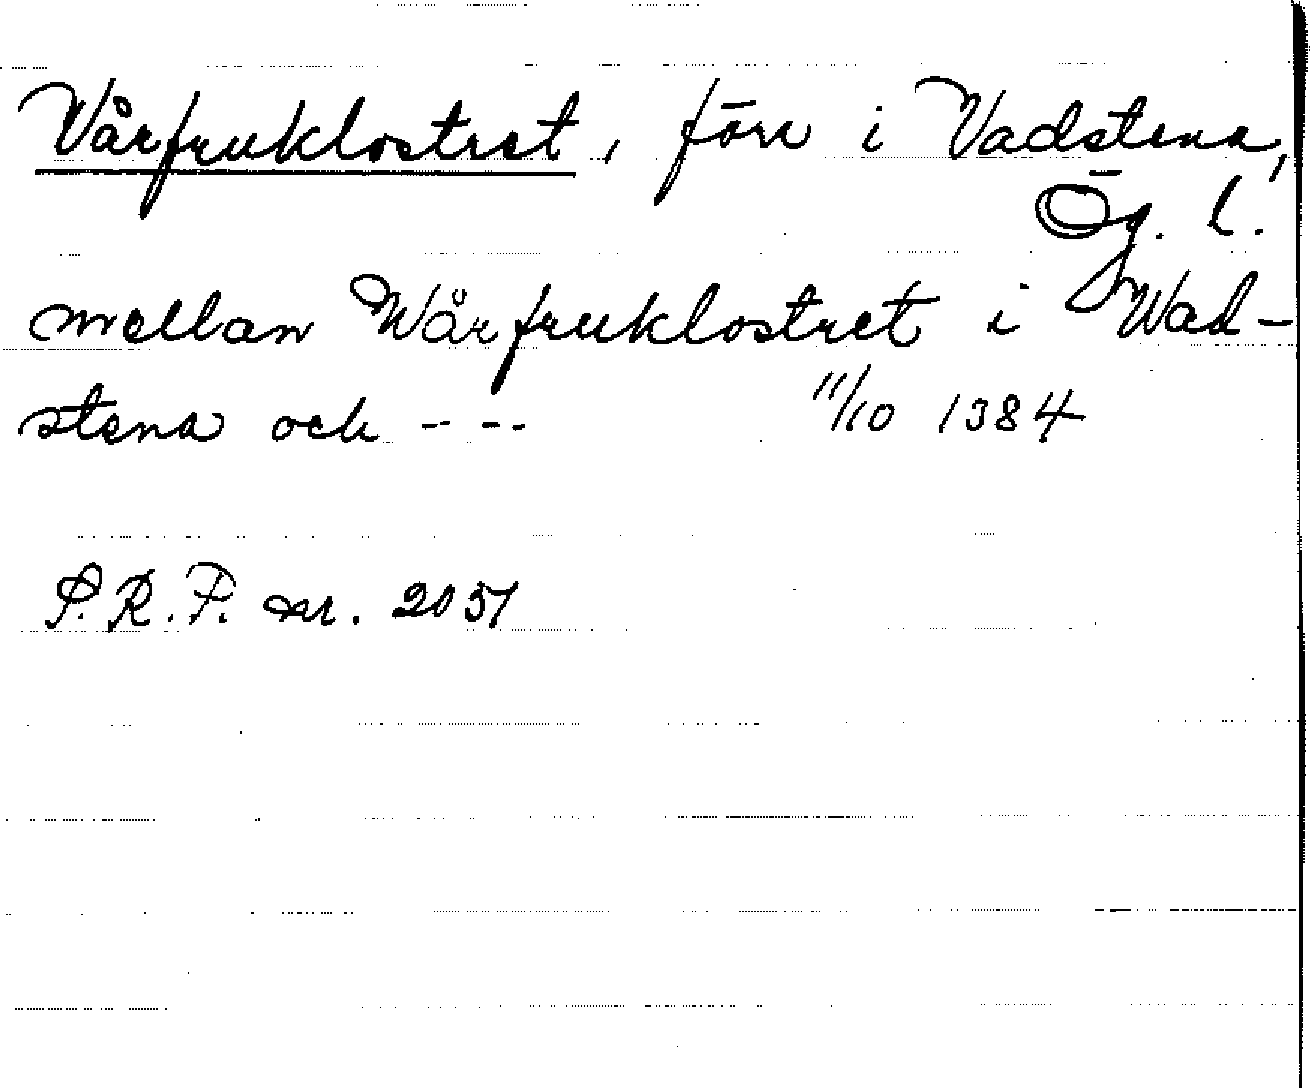 Vårfruklostret, förr i Vadstena,
Ög. l.
mellan Wårfruklostret i Wad-
stena och - - -   11/10 1384
S.R.P. nr. 2051